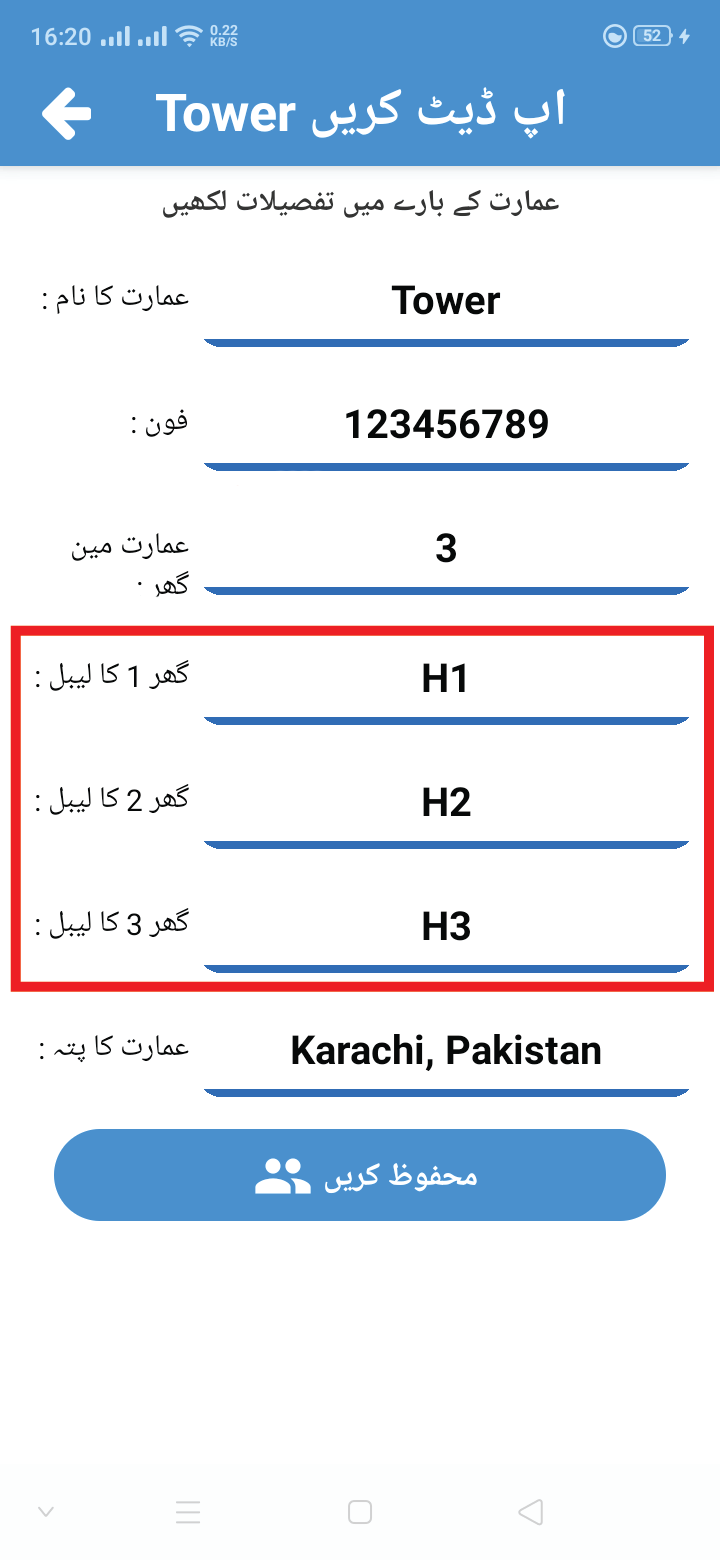 16:20 0.22 KB/S 52
Tower اپ ڈیٹ کریں
عمارت کے بارے میں تفصیلات لکھیں
عمارت کا نام :
Tower
فون :
123456789
عمارت مین
گھر :
3
گھر 1 کا لیبل :
H1
گھر 2 کا لیبل :
H2
گھر 3 کا لیبل :
H3
عمارت کا پتہ :
Karachi, Pakistan
محفوظ کریں